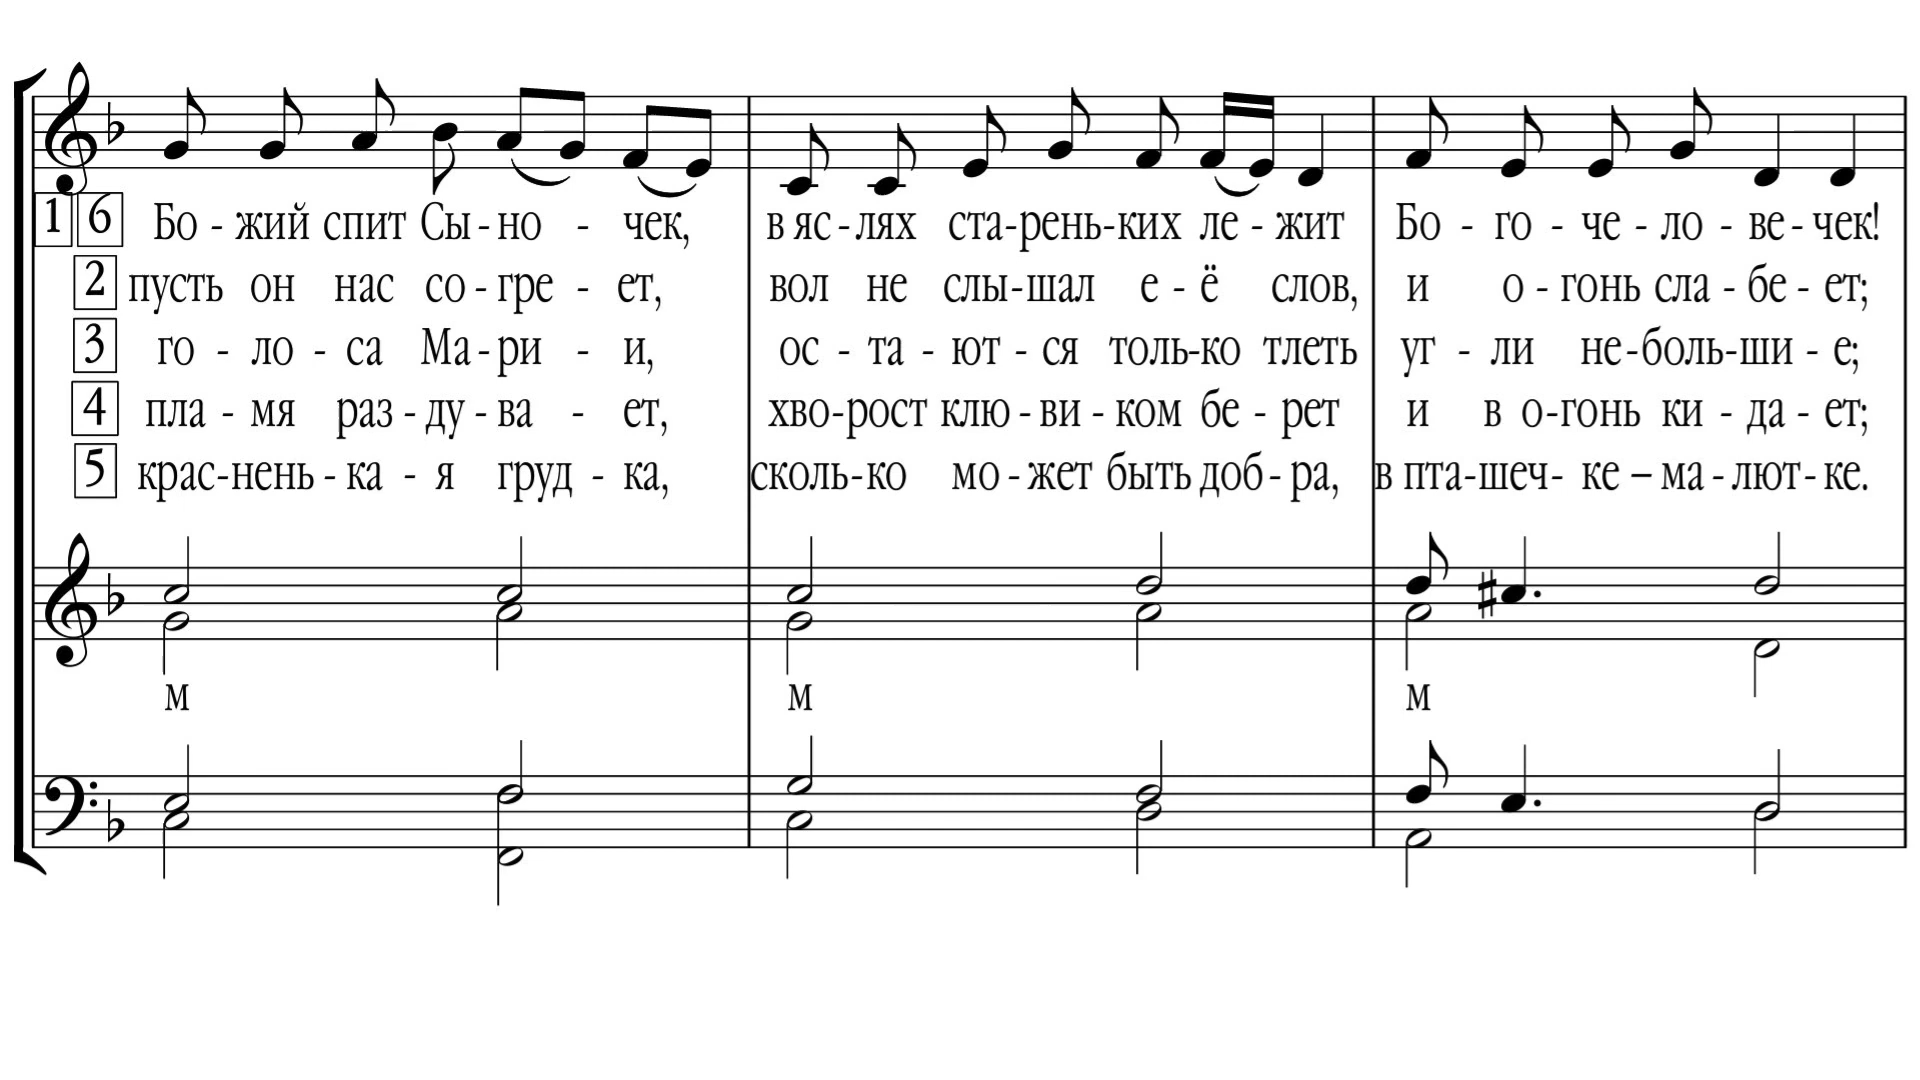 1 6 Бо - жий спит Сы - но - чек, в яс - лях ста - рень - ких ле - жит Бо - го - че - ло - ве - чек!
2 пусть он нас со - гре - ет, вол не слы - шал е - ё слов, и о - гонь сла - бе - ет;
3 го - ло - са Ма - ри - и, ос - та - ют - ся толь - ко тлеть уг - ли не - боль - ши - е;
4 пла - мя раз - ду - ва - ет, хво - рост клю - ви - ком бе - рет и в о - гонь ки - да - ет;
5 крас - нень - ка - я груд - ка, сколь - ко мо - жет быть доб - ра, в пта - шеч - ке – ма - лют - ке.
м м м